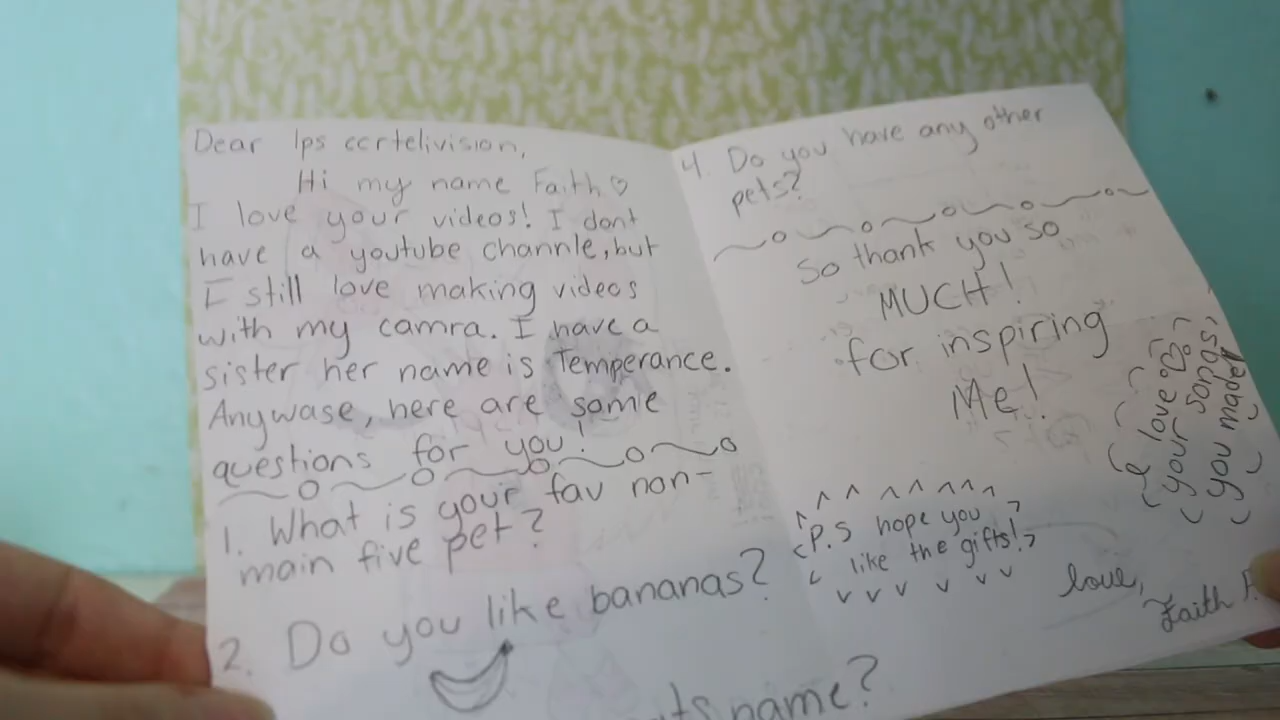 Dear lps ccrtelivision,
Hi my name Faith ♡
I love your videos! I dont
have a youtube channle, but
I still love making videos
with my camra. I have a
sister her name is Temperance.
Anywase, here are some
questions for you!
1. What is your fav non-
main five pet?
2. Do you like bananas?
name?
4. Do you have any other
pets?
So thank you so
MUCH!
for inspiring
Me!
P.S hope you
like the gifts!
love
your songs
you made
love,
Faith F.